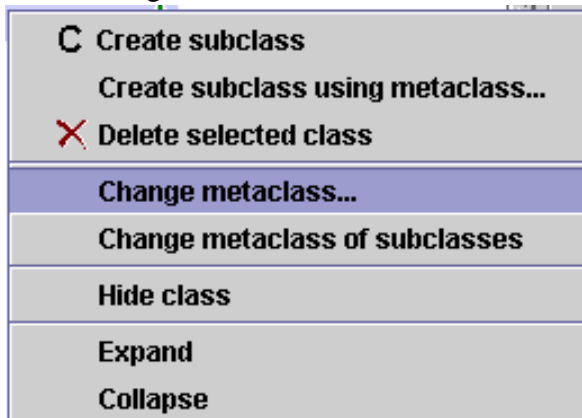 C Create subclass
Create subclass using metaclass...
Delete selected class
Change metaclass...
Change metaclass of subclasses
Hide class
Expand
Collapse